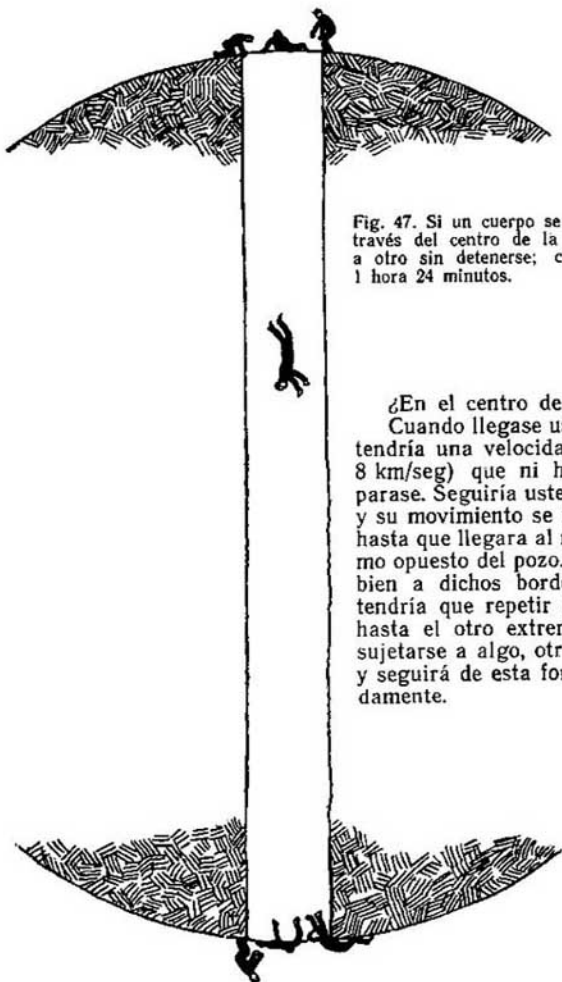 Fig. 47. Si un cuerpo se
través del centro de la
a otro sin detenerse; c
1 hora 24 minutos.
¿En el centro de
Cuando llegase u
tendría una velocida
8 km/seg) que ni h
parase. Seguiría uste
y su movimiento se
hasta que llegara al
mo opuesto del pozo.
bien a dichos borde
tendría que repetir
hasta el otro extrem
sujetarse a algo, otr
y seguirá de esta for
damente.